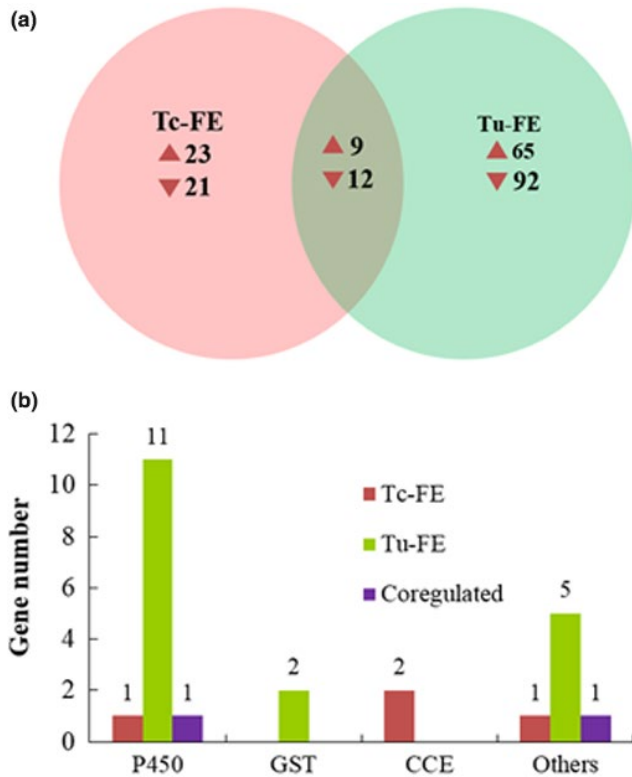 (a)
Tc-FE
▲ 23
▼ 21
▲ 9
▼ 12
Tu-FE
▲ 65
▼ 92
(b)
Gene number
12
10
8
6
4
2
0
1
11
1
2
2
1
5
1
Tc-FE
Tu-FE
Coregulated
P450
GST
CCE
Others